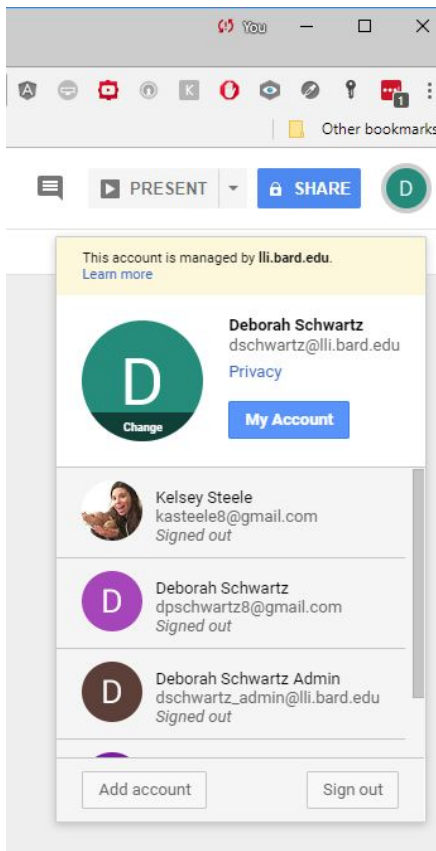 You
K
1
Other bookmarks
PRESENT
SHARE
D
This account is managed by lli.bard.edu.
Learn more
D
Change
Deborah Schwartz
dschwartz@lli.bard.edu
Privacy
My Account
Kelsey Steele
kasteele8@gmail.com
Signed out
D
Deborah Schwartz
dpschwartz8@gmail.com
Signed out
D
Deborah Schwartz Admin
dschwartz_admin@lli.bard.edu
Signed out
Add account
Sign out